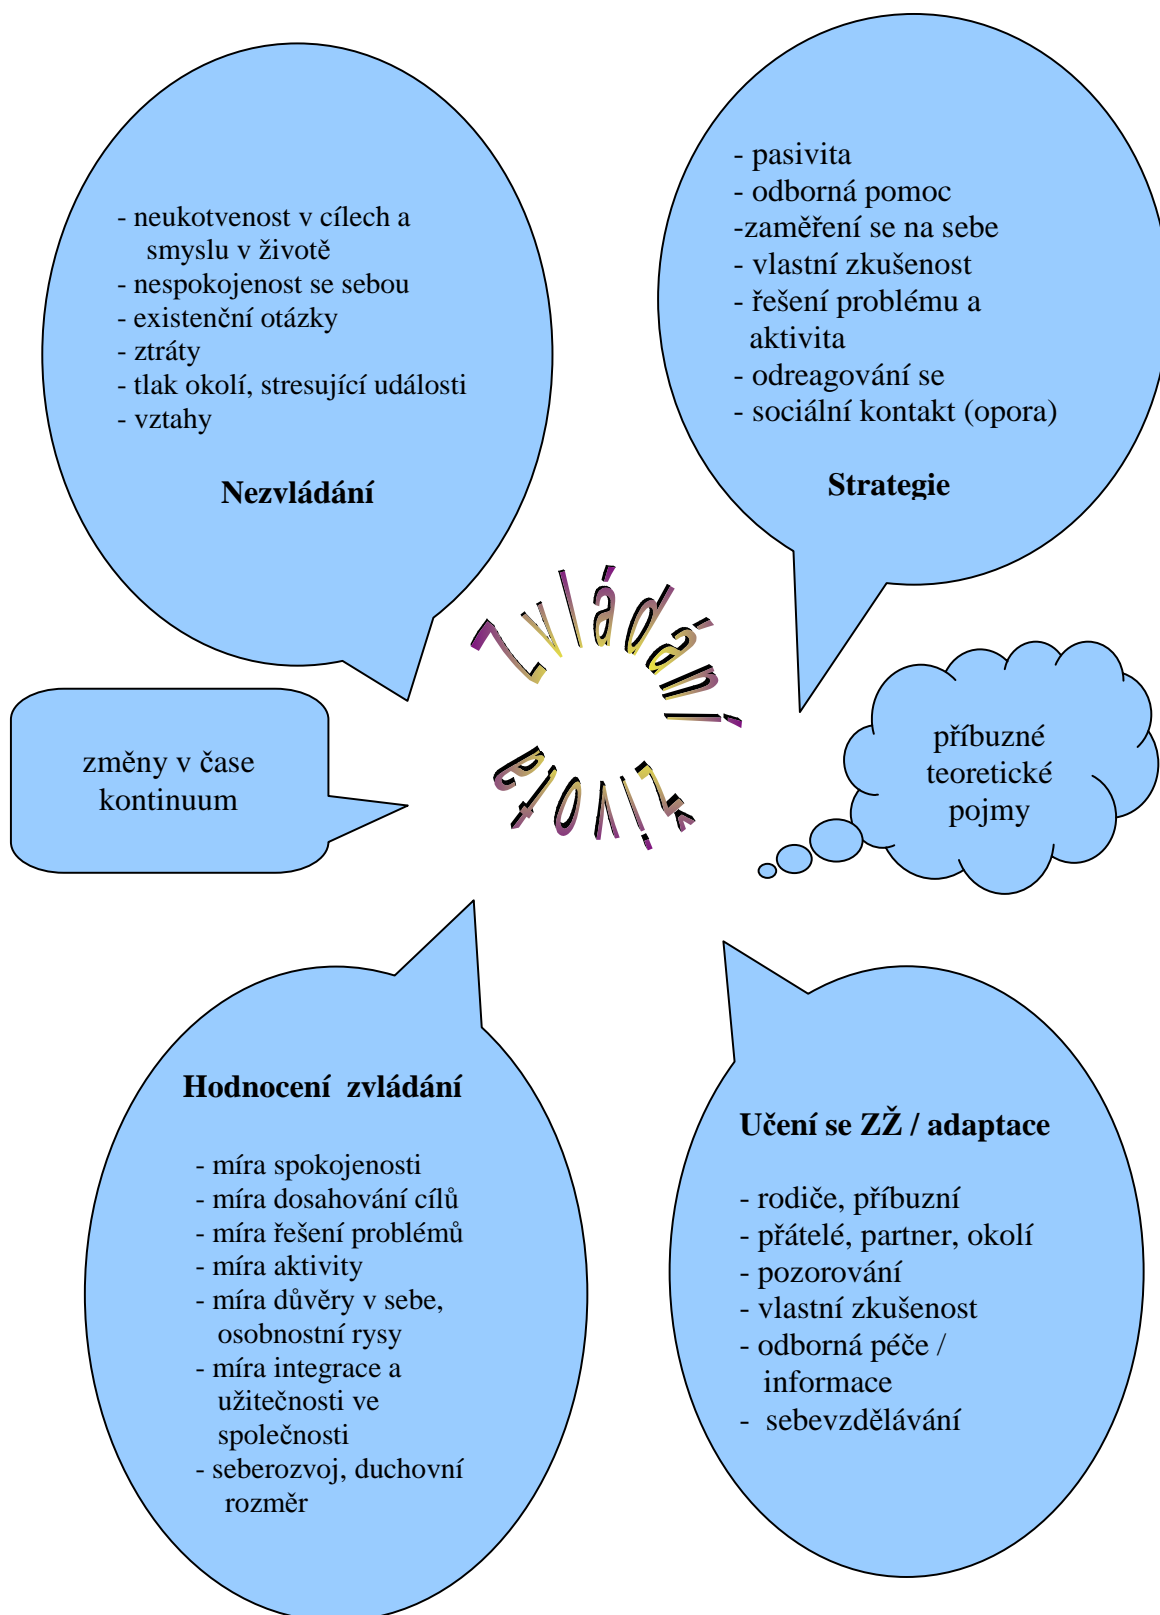 - neukotvenost v cílech a
smyslu v životě
- nespokojenost se sebou
- existenční otázky
- ztráty
- tlak okolí, stresující události
- vztahy
Nezvládání
- pasivita
- odborná pomoc
-zaměření se na sebe
- vlastní zkušenost
- řešení problému a
aktivita
- odreagování se
- sociální kontakt (opora)
Strategie
Zvládání
života
změny v čase
kontinuum
příbuzné
teoretické
pojmy
Hodnocení zvládání
- míra spokojenosti
- míra dosahování cílů
- míra řešení problémů
- míra aktivity
- míra důvěry v sebe,
osobnostní rysy
- míra integrace a
užitečnosti ve
společnosti
- seberozvoj, duchovní
rozměr
Učení se ZŽ / adaptace
- rodiče, příbuzní
- přátelé, partner, okolí
- pozorování
- vlastní zkušenost
- odborná péče /
informace
- sebevzdělávání